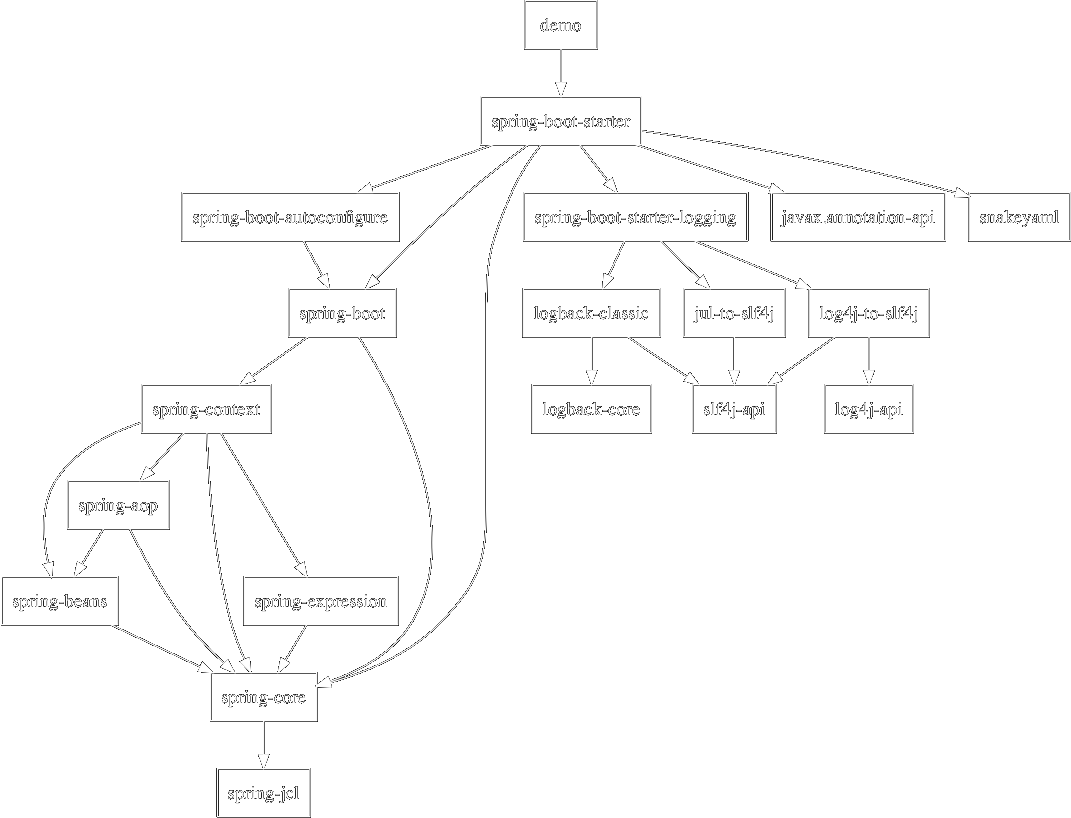 demo
spring-boot-starter
spring-boot-autoconfigure
spring-boot-starter-logging
javax.annotation-api
snakeyaml
spring-boot
logback-classic
jul-to-slf4j
log4j-to-slf4j
spring-context
logback-core
slf4j-api
log4j-api
spring-aop
spring-beans
spring-expression
spring-core
spring-jcl